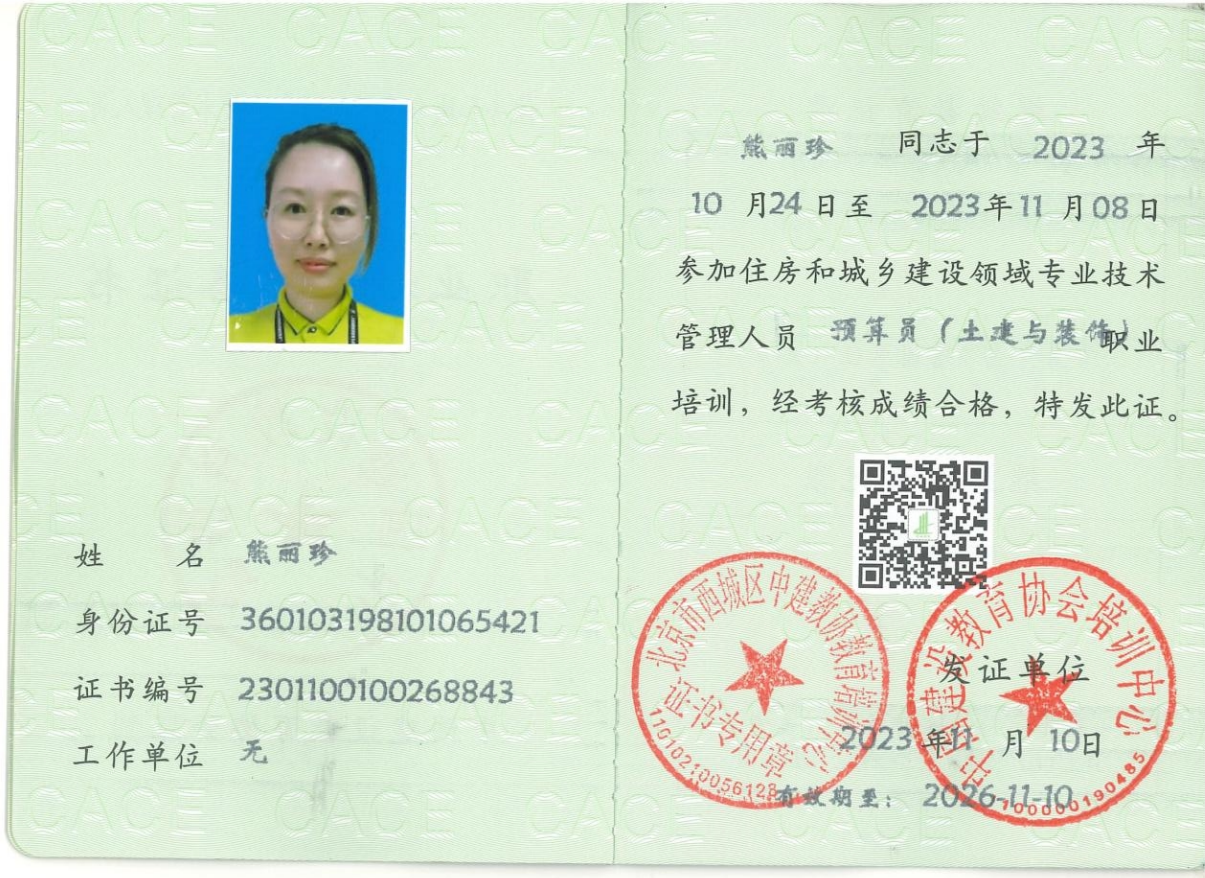 姓 名 熊丽珍
身份证号 360103198101065421
证书编号 2301100100268843
工作单位 无
熊丽珍 同志于 2023 年
10 月24 日至 2023年11 月08日
参加住房和城乡建设领域专业技术
管理人员 预算员（土建与装饰）职业
培训，经考核成绩合格，特发此证。
北京市西城区中建教协教育培训中心
证书专用章
11010210056128
中国建设教育协会培训中心
100000190485
发证单位
2023 年11 月 10日
有效期至： 2026-11-10
CACE